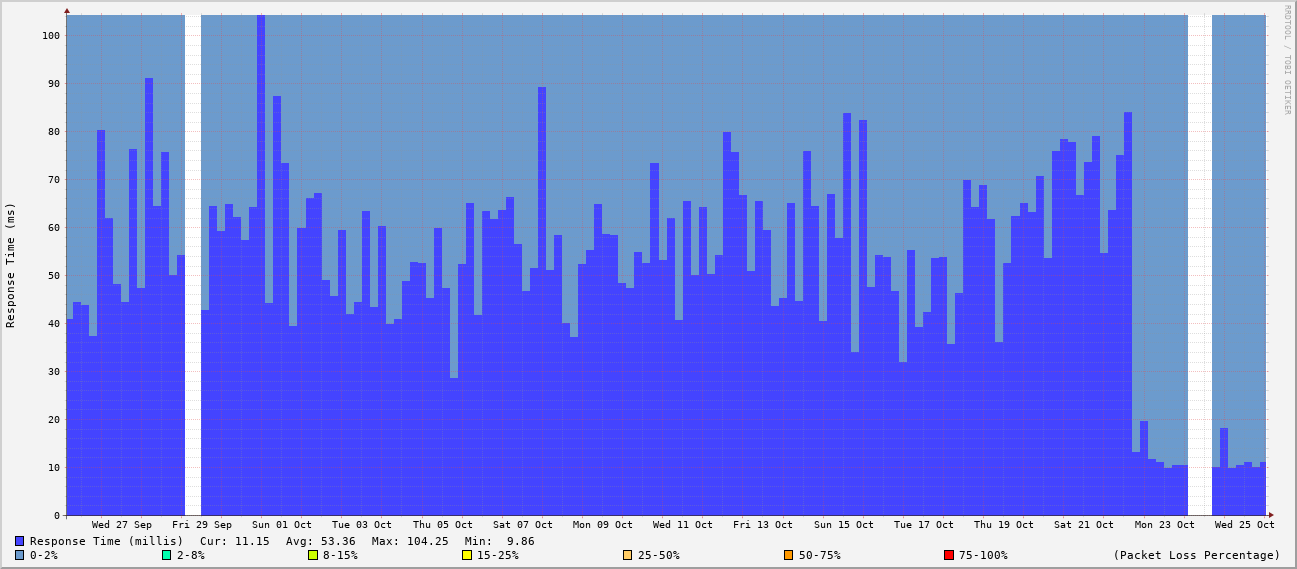 RRDTOOL / TOBI OETIKER
Response Time (ms)
100
90
80
70
60
50
40
30
20
10
0
Wed 27 Sep Fri 29 Sep Sun 01 Oct Tue 03 Oct Thu 05 Oct Sat 07 Oct Mon 09 Oct Wed 11 Oct Fri 13 Oct Sun 15 Oct Tue 17 Oct Thu 19 Oct Sat 21 Oct Mon 23 Oct Wed 25 Oct
Response Time (millis) Cur: 11.15 Avg: 53.36 Max: 104.25 Min: 9.86
0-2% 2-8% 8-15% 15-25% 25-50% 50-75% 75-100% (Packet Loss Percentage)